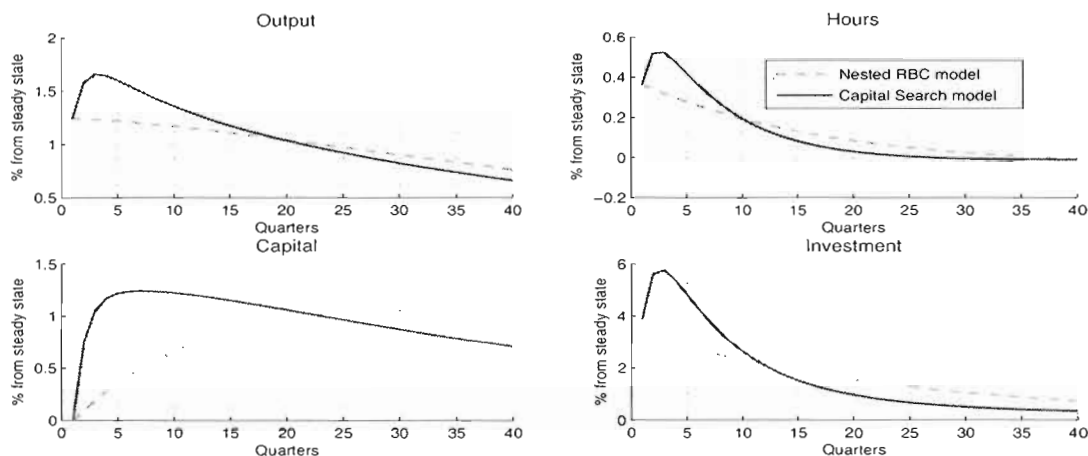 Output
% from steady state
2
1.5
1
0.5
0 5 10 15 20 25 30 35 40
Quarters
Hours
% from steady state
0.6
0.4
0.2
0
−0.2
0 5 10 15 20 25 30 35 40
Quarters
Nested RBC model
Capital Search model
Capital
% from steady state
1.5
1
0.5
0
0 5 10 15 20 25 30 35 40
Quarters
Investment
% from steady state
6
4
2
0
0 5 10 15 20 25 30 35 40
Quarters